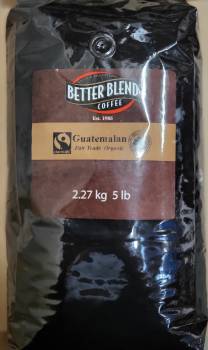 BETTER BLEND
COFFEE
Est. 1985
Guatemalan
Fair Trade Organic
2.27 kg 5 lb